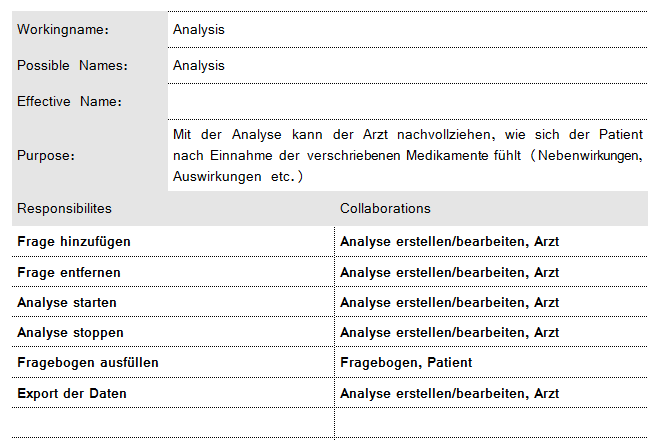 Workingname: Analysis
Possible Names: Analysis
Effective Name:
Mit der Analyse kann der Arzt nachvollziehen, wie sich der Patient
Purpose: nach Einnahme der verschriebenen Medikamente fühlt (Nebenwirkungen,
Auswirkungen etc.)
Responsibilites Collaborations
Frage hinzufügen Analyse erstellen/bearbeiten, Arzt
Frage entfernen Analyse erstellen/bearbeiten, Arzt
Analyse starten Analyse erstellen/bearbeiten, Arzt
Analyse stoppen Analyse erstellen/bearbeiten, Arzt
Fragebogen ausfüllen Fragebogen, Patient
Export der Daten Analyse erstellen/bearbeiten, Arzt